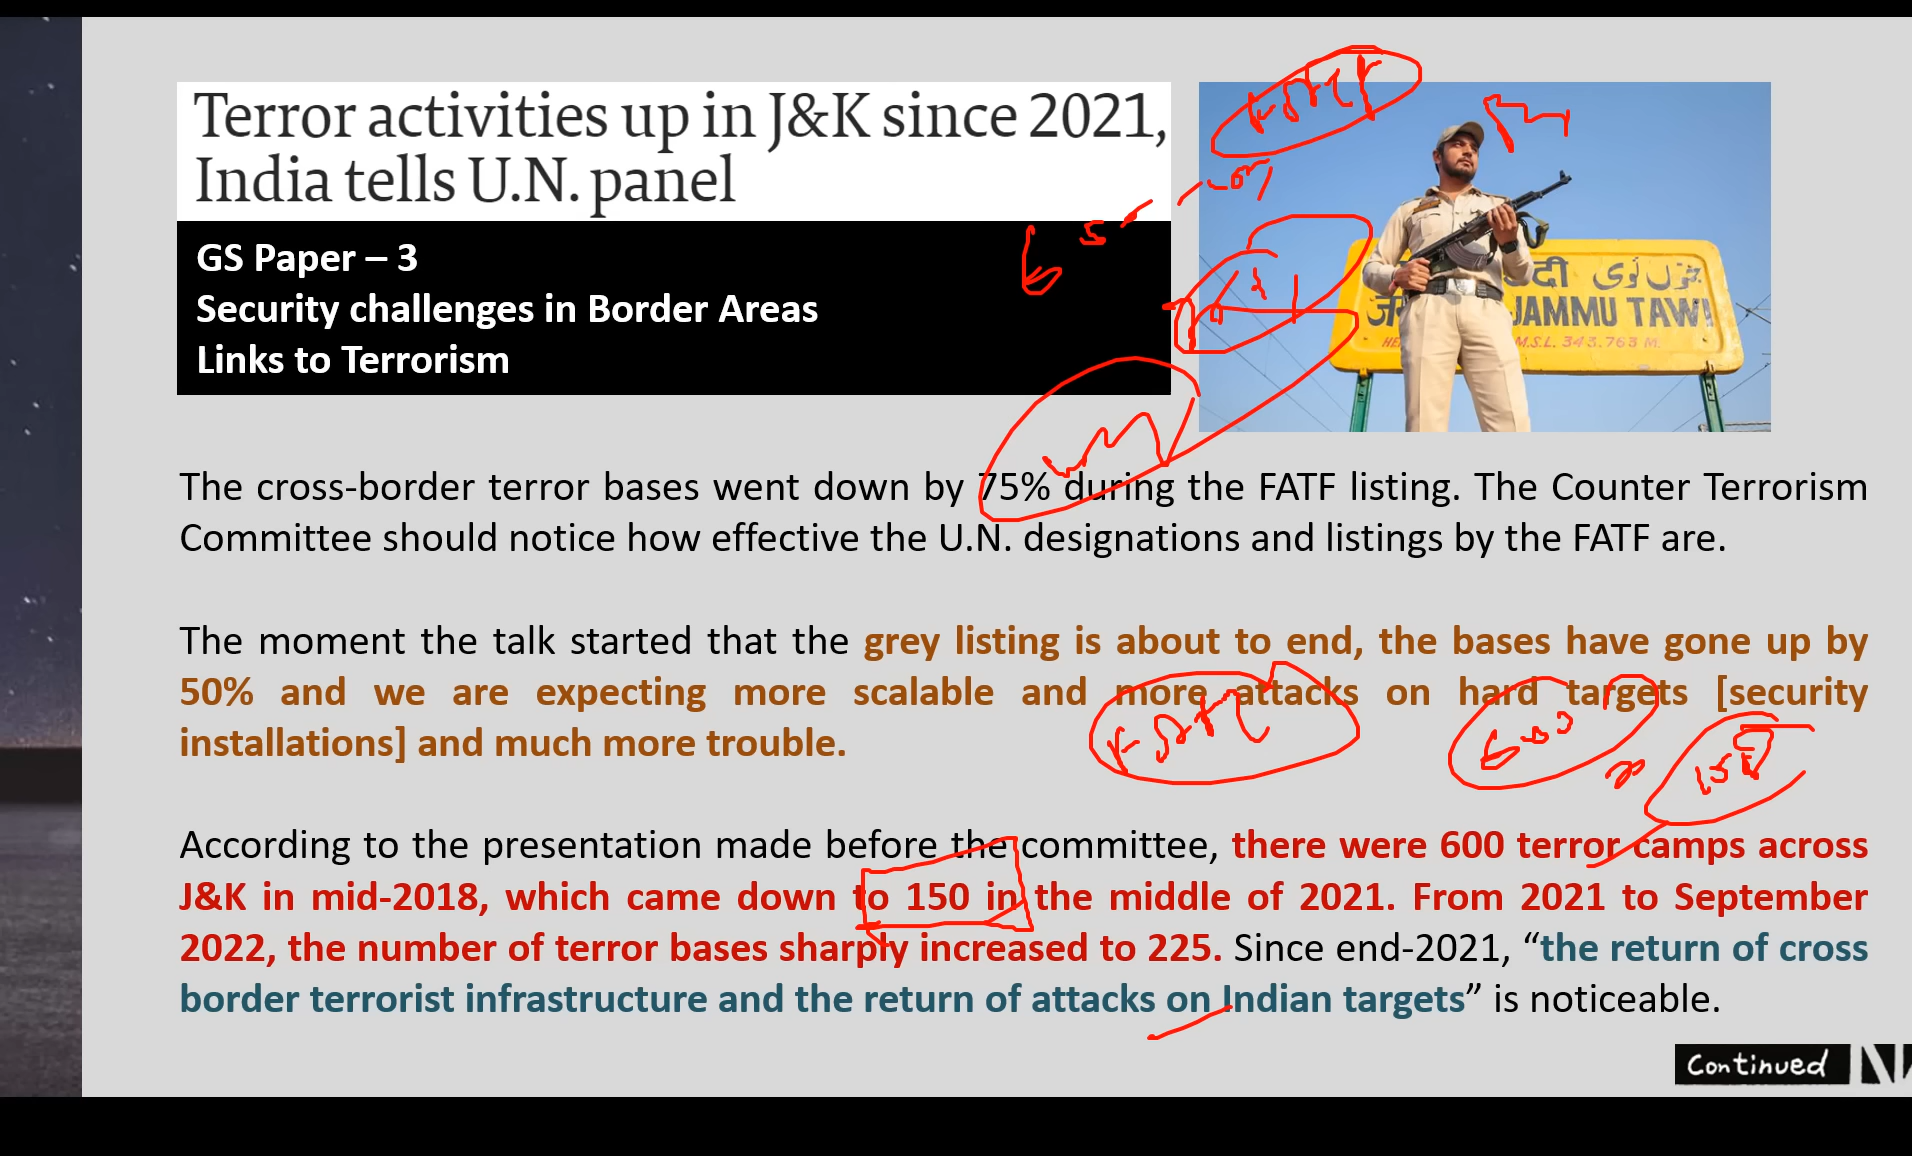 Terror activities up in J&K since 2021,
India tells U.N. panel
GS Paper – 3
Security challenges in Border Areas
Links to Terrorism
JAMMU TAWI
M.S.L. 343.763 M.
The cross-border terror bases went down by 75% during the FATF listing. The Counter Terrorism
Committee should notice how effective the U.N. designations and listings by the FATF are.
The moment the talk started that the grey listing is about to end, the bases have gone up by
50% and we are expecting more scalable and more attacks on hard targets [security
installations] and much more trouble.
According to the presentation made before the committee, there were 600 terror camps across
J&K in mid-2018, which came down to 150 in the middle of 2021. From 2021 to September
2022, the number of terror bases sharply increased to 225. Since end-2021, “the return of cross
border terrorist infrastructure and the return of attacks on Indian targets” is noticeable.
Continued